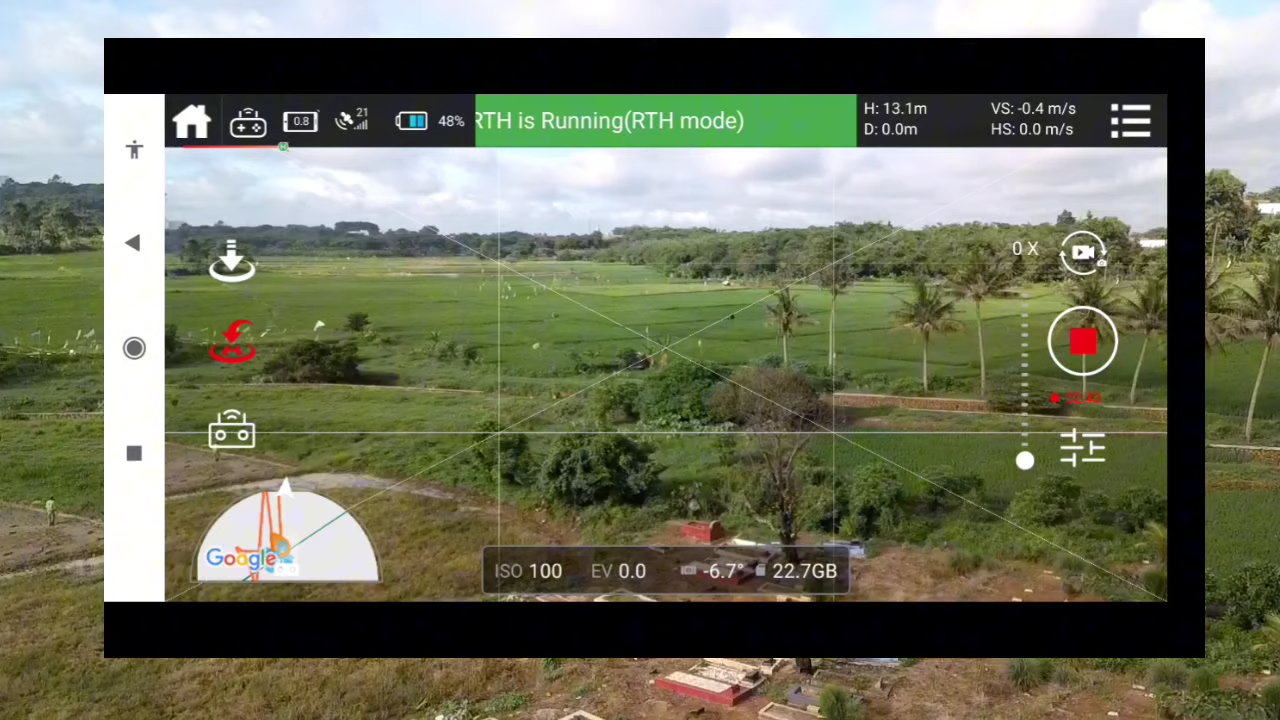 0.8
21
48%
RTH is Running(RTH mode)
H: 13.1m
VS: -0.4 m/s
D: 0.0m
HS: 0.0 m/s
0 X
Google
ISO 100
EV 0.0
-6.7°
22.7GB